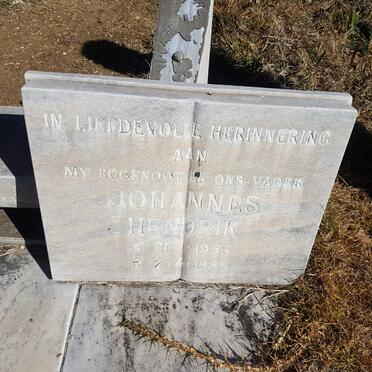 IN LIEFDEVOLLE HERINNERING
AAN
MY EGGENOOT EN ONS VADER
JOHANNES
HENDRIK